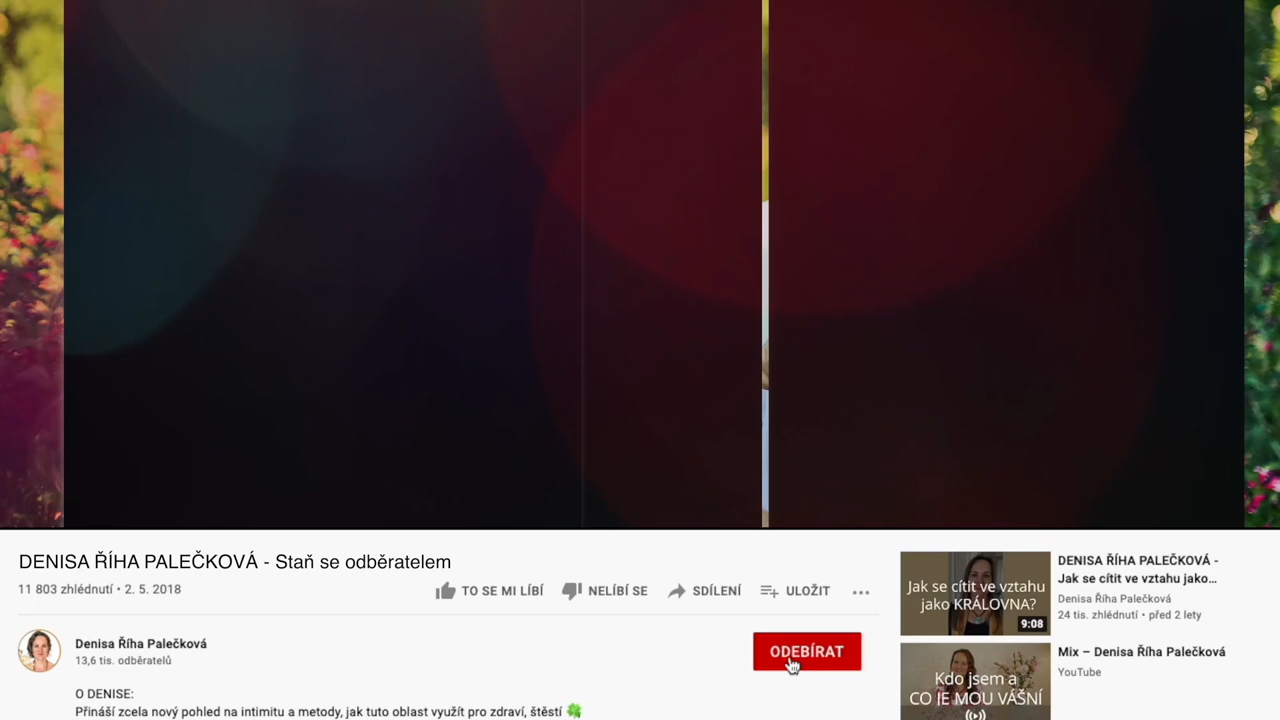 DENISA ŘÍHA PALEČKOVÁ - Staň se odběratelem
11 803 zhlédnutí • 2. 5. 2018
TO SE MI LÍBÍ
NELÍBÍ SE
SDÍLENÍ
ULOŽIT
Denisa Říha Palečková
13,6 tis. odběratelů
ODEBÍRAT
O DENISE:
Přináší zcela nový pohled na intimitu a metody, jak tuto oblast využít pro zdraví, štěstí 🍀
Jak se cítit ve vztahu
jako KRÁLOVNA?
9:08
DENISA ŘÍHA PALEČKOVÁ -
Jak se cítit ve vztahu jako...
Denisa Říha Palečková
24 tis. zhlédnutí • před 2 lety
Kdo jsem a
CO JE MOU VÁŠNÍ
Mix – Denisa Říha Palečková
YouTube